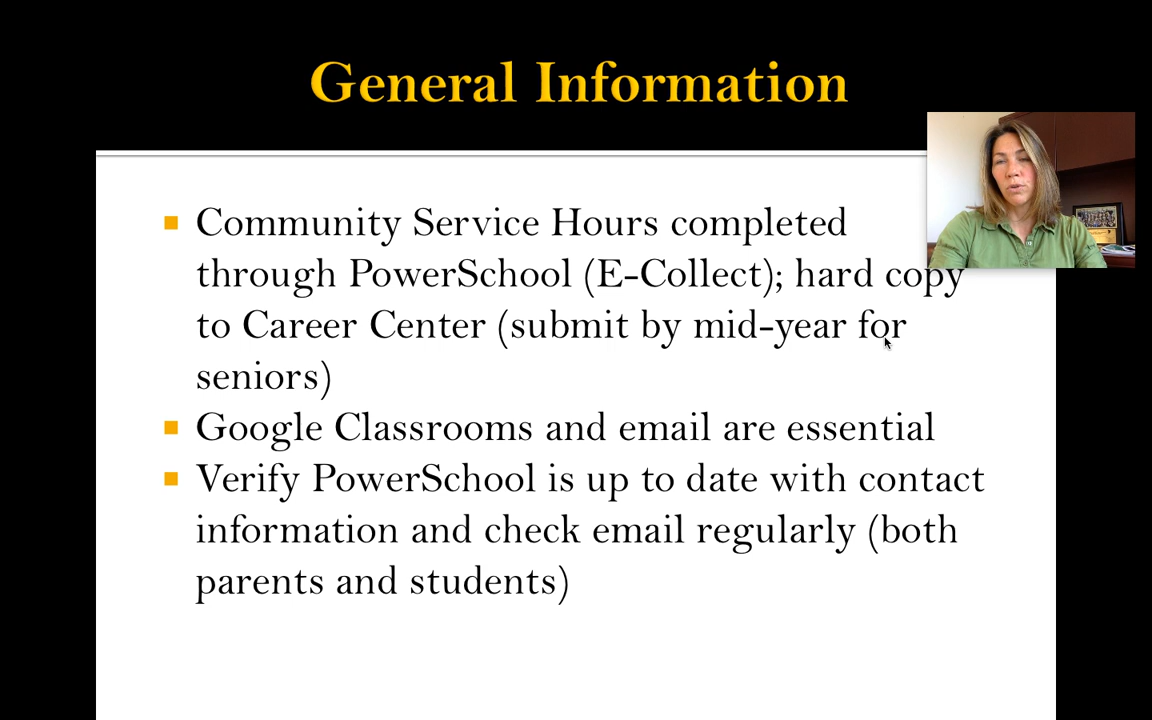 General Information
Community Service Hours completed
through PowerSchool (E-Collect); hard copy
to Career Center (submit by mid-year for
seniors)
Google Classrooms and email are essential
Verify PowerSchool is up to date with contact
information and check email regularly (both
parents and students)